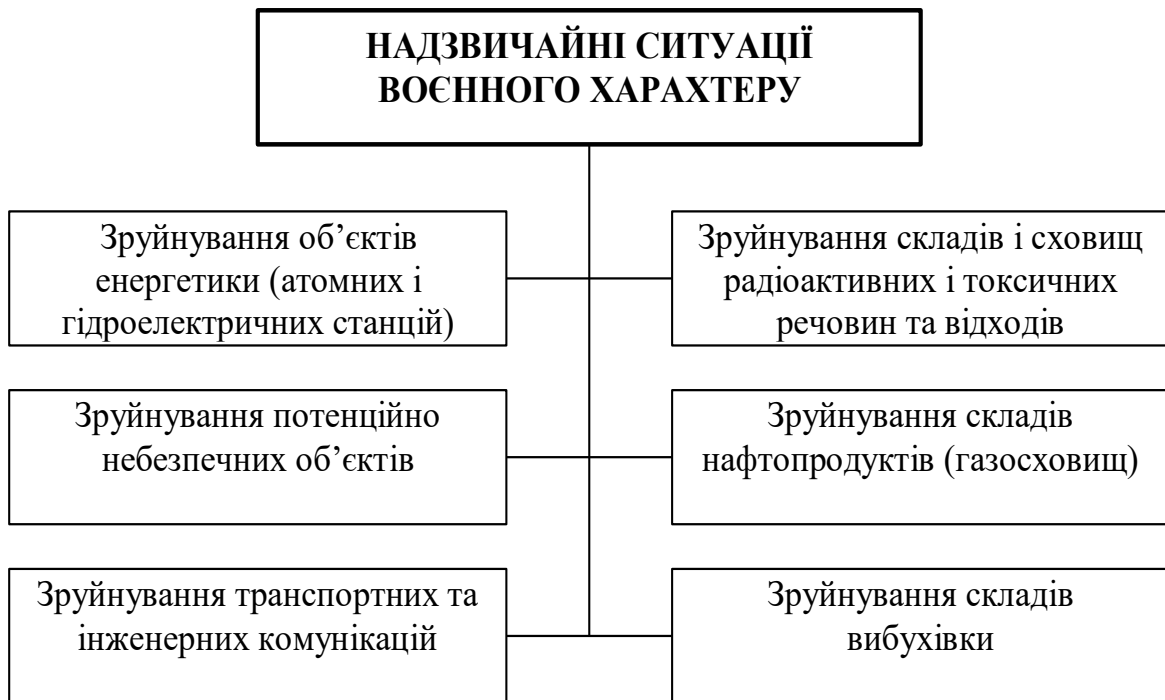 НАДЗВИЧАЙНІ СИТУАЦІЇ
ВОЄННОГО ХАРАХТЕРУ
Зруйнування об’єктів
енергетики (атомних і
гідроелектричних станцій)
Зруйнування складів і сховищ
радіоактивних і токсичних
речовин та відходів
Зруйнування потенційно
небезпечних об’єктів
Зруйнування складів
нафтопродуктів (газосховищ)
Зруйнування транспортних та
інженерних комунікацій
Зруйнування складів
вибухівки